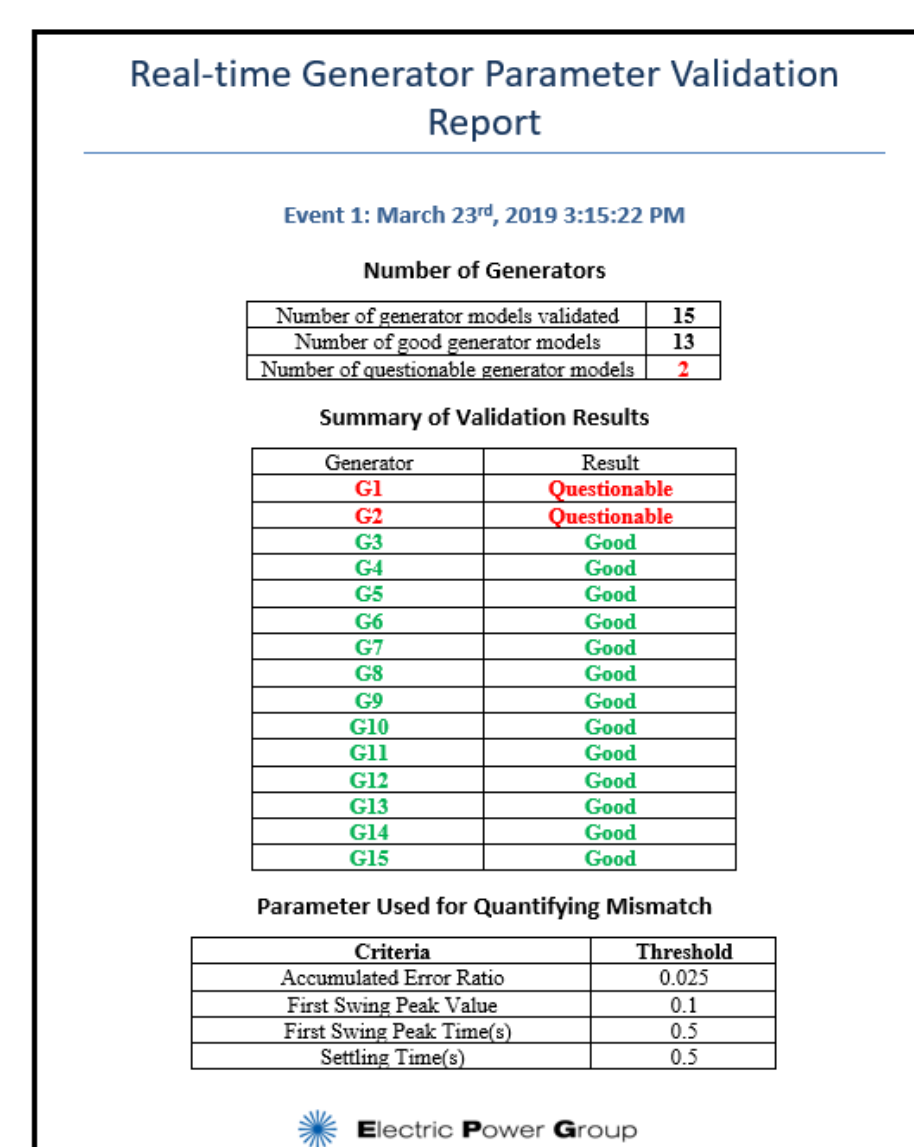 Real-time Generator Parameter Validation
Report
Event 1: March 23rd, 2019 3:15:22 PM
Number of Generators
Number of generator models validated 15
Number of good generator models 13
Number of questionable generator models 2
Summary of Validation Results
Generator Result
G1 Questionable
G2 Questionable
G3 Good
G4 Good
G5 Good
G6 Good
G7 Good
G8 Good
G9 Good
G10 Good
G11 Good
G12 Good
G13 Good
G14 Good
G15 Good
Parameter Used for Quantifying Mismatch
Criteria Threshold
Accumulated Error Ratio 0.025
First Swing Peak Value 0.1
First Swing Peak Time(s) 0.5
Settling Time(s) 0.5
Electric Power Group